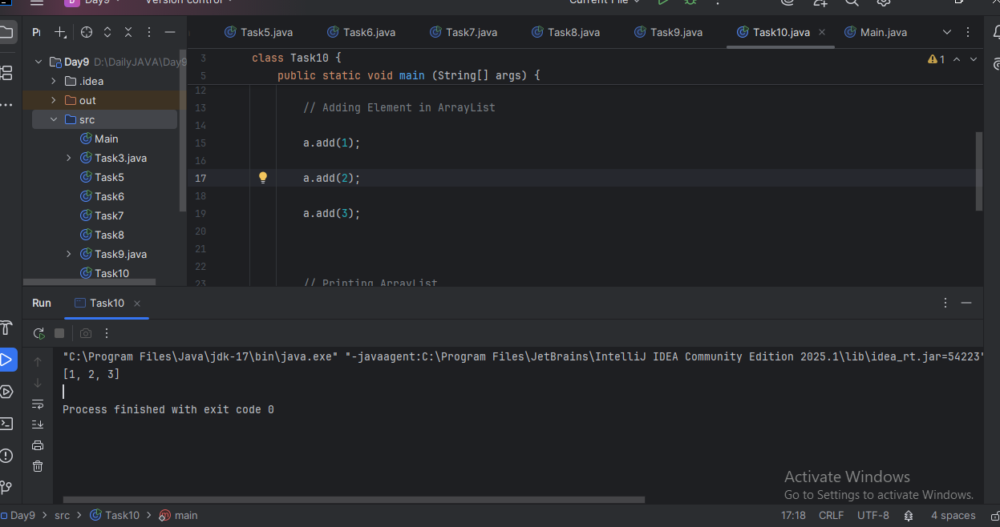 D Day9 Version control Current File
Pr
Task5.java Task6.java Task7.java Task8.java Task9.java Task10.java Main.java
Day9 D:\DailyJAVA\Day9
.idea
out
src
Main
Task3.java
Task5
Task6
Task7
Task8
Task9.java
Task10
1
3 class Task10 {
5 public static void main (String[] args) {
12
13 // Adding Element in ArrayList
14
15 a.add(1);
16
17 a.add(2);
18
19 a.add(3);
20
21
22
23 // Printing ArrayList
Run Task10
"C:\Program Files\Java\jdk-17\bin\java.exe" "-javaagent:C:\Program Files\JetBrains\IntelliJ IDEA Community Edition 2025.1\lib\idea_rt.jar=54223"
[1, 2, 3]
Process finished with exit code 0
Activate Windows
Go to Settings to activate Windows.
Day9 > src > Task10 > main 17:18 CRLF UTF-8 4 spaces